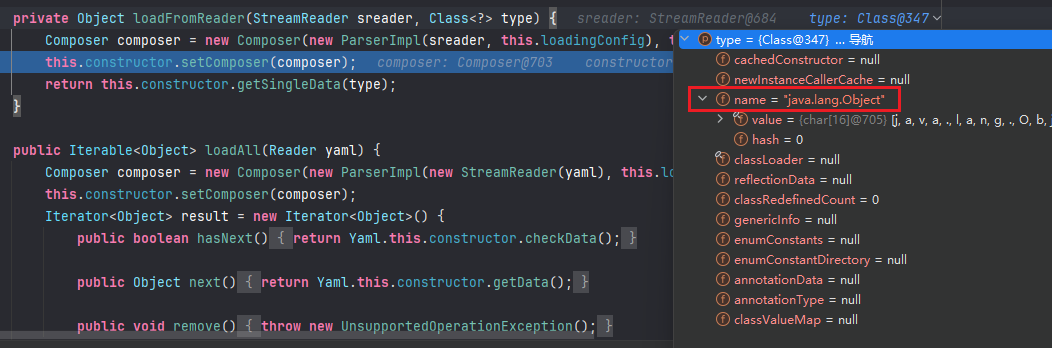 private Object loadFromReader(StreamReader sreader, Class<?> type) { sreader: StreamReader@684 type: Class@347
Composer composer = new Composer(new ParserImpl(sreader, this.loadingConfig), t
this.constructor.setComposer(composer); composer: Composer@703 constructor
return this.constructor.getSingleData(type);
}
public Iterable<Object> loadAll(Reader yaml) {
Composer composer = new Composer(new ParserImpl(new StreamReader(yaml), this.lo
this.constructor.setComposer(composer);
Iterator<Object> result = new Iterator<Object>() {
public boolean hasNext() { return Yaml.this.constructor.checkData(); }
public Object next() { return Yaml.this.constructor.getData(); }
public void remove() { throw new UnsupportedOperationException(); }
type = {Class@347} ... 导航
cachedConstructor = null
newInstanceCallerCache = null
name = "java.lang.Object"
value = {char[16]@705} [j, a, v, a, ., l, a, n, g, ., O, b, j
hash = 0
classLoader = null
reflectionData = null
classRedefinedCount = 0
genericInfo = null
enumConstants = null
enumConstantDirectory = null
annotationData = null
annotationType = null
classValueMap = null